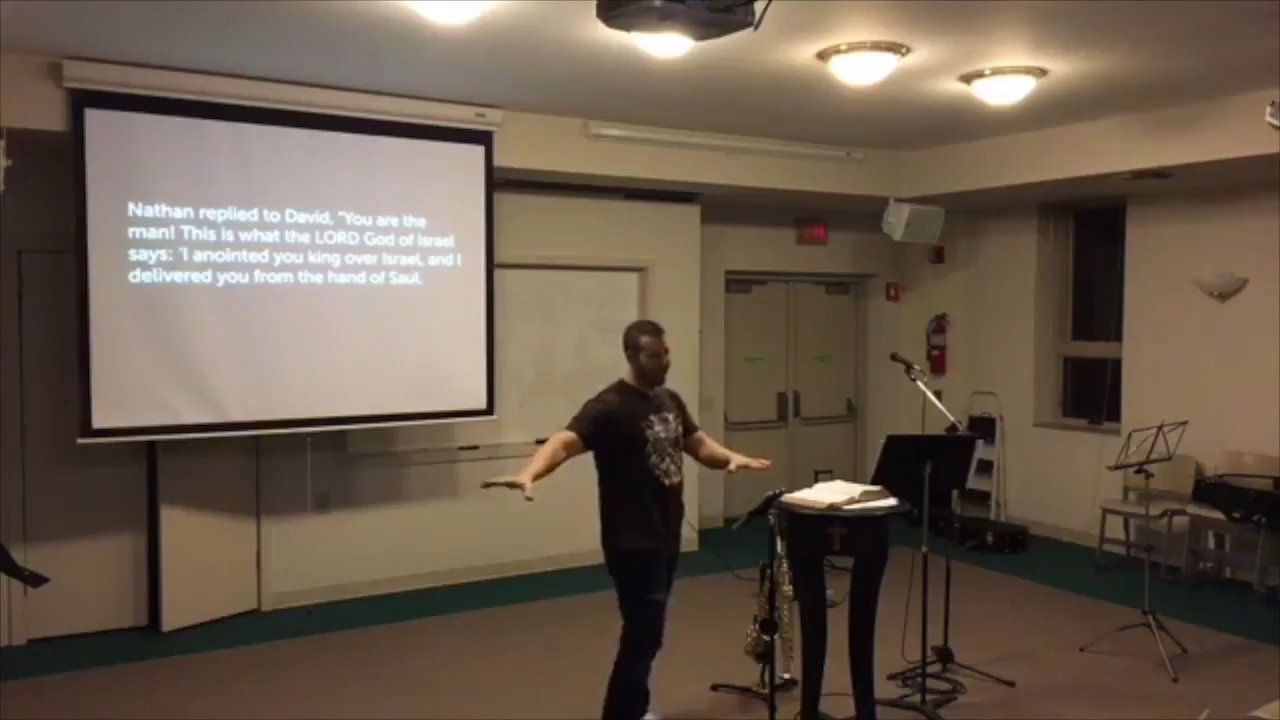 Nathan replied to David, "You are the
man! This is what the LORD God of Israel
says: 'I anointed you king over Israel, and I
delivered you from the hand of Saul.